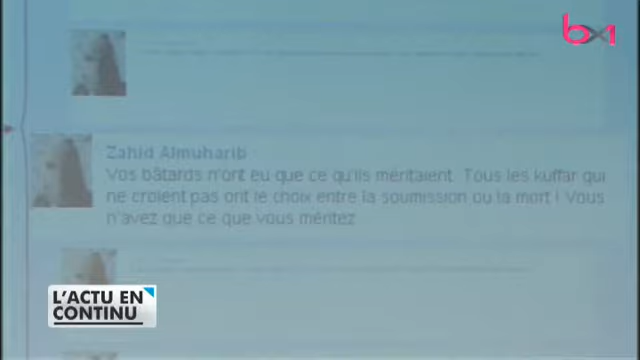 bx1
Zahid Almuharib
Vos bâtards n'ont eu que ce qu'ils méritaient. Tous les kuffar qui
ne croient pas ont le choix entre la soumission ou la mort ! Vous
n'avez que ce que vous méritez
L'ACTU EN
CONTINU